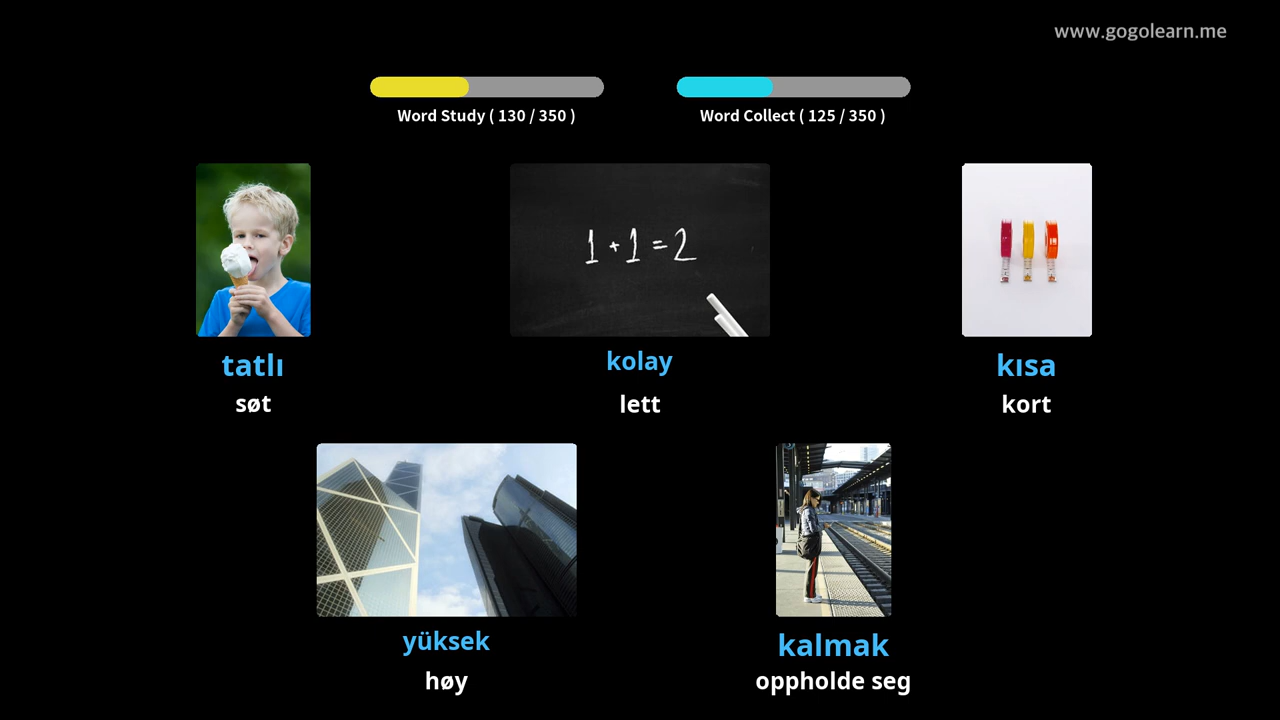 www.gogolearn.me
Word Study ( 130 / 350 )
Word Collect ( 125 / 350 )
1 + 1 = 2
tatlı
søt
kolay
lett
kısa
kort
yüksek
høy
kalmak
oppholde seg